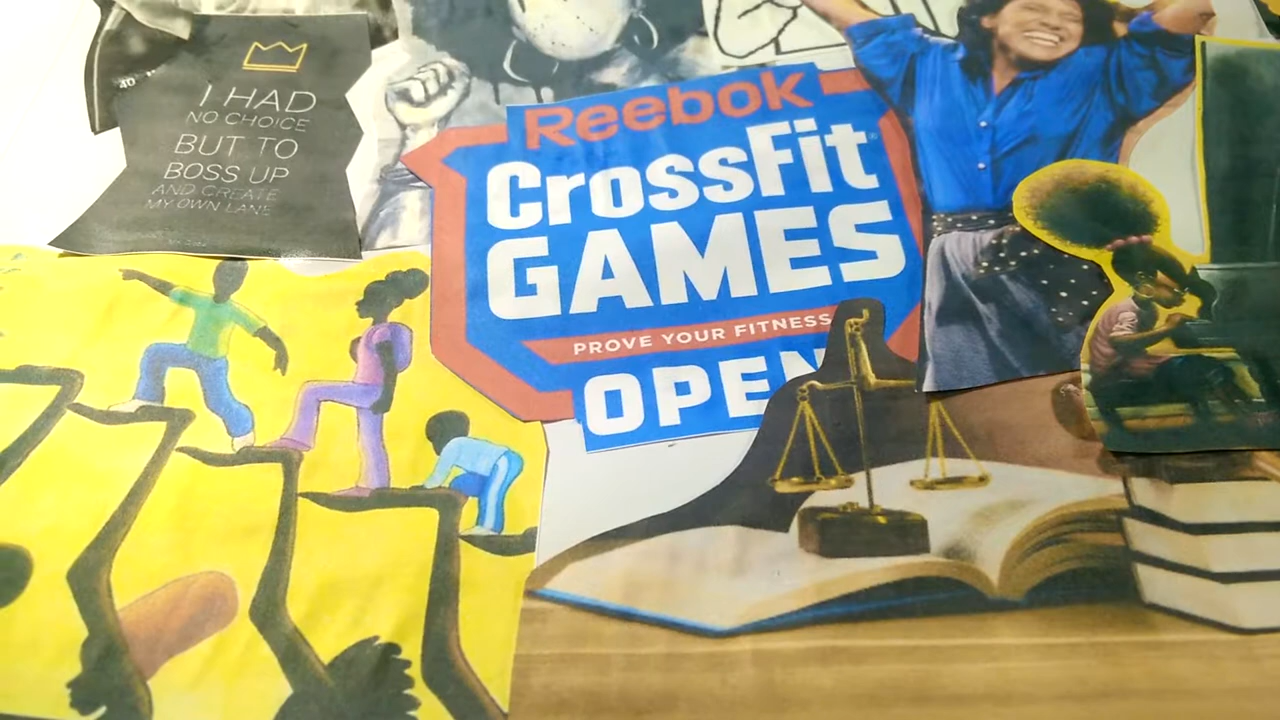 40
I HAD
NO CHOICE
BUT TO
BOSS UP
AND CREATE
MY OWN LANE
Reebok
CrossFit®
GAMES
PROVE YOUR FITNESS
OPEN